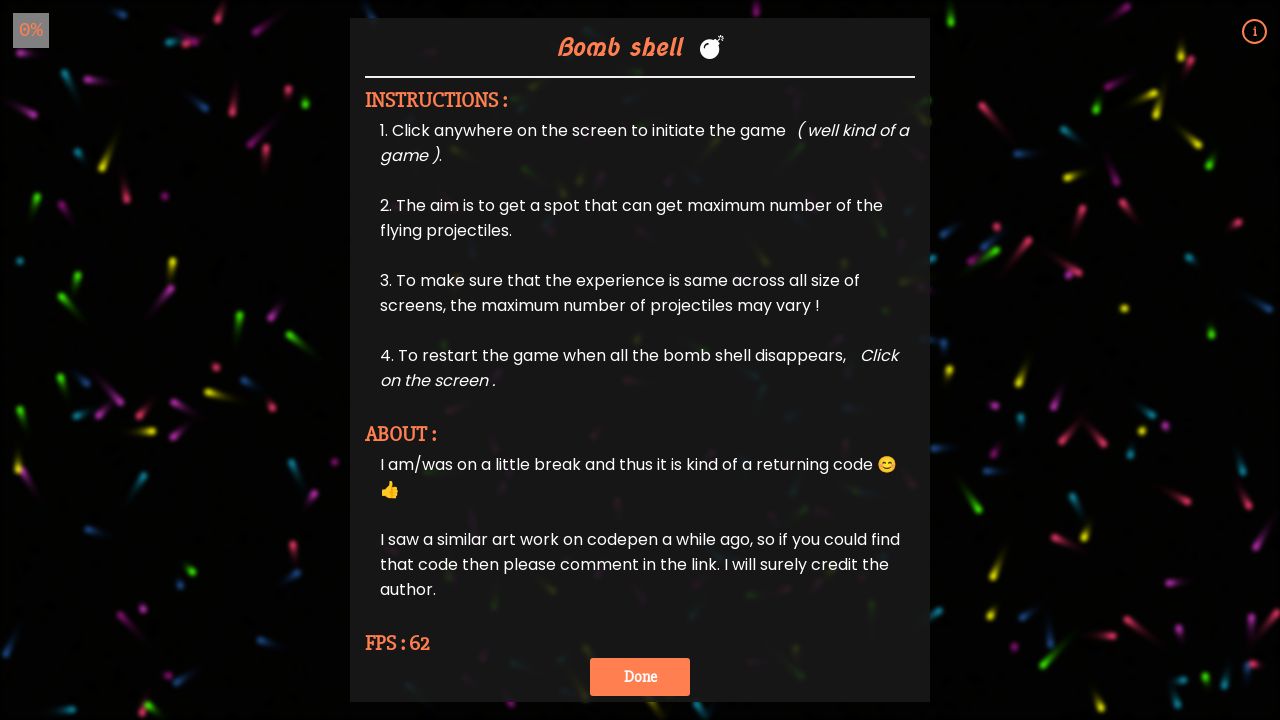 0%
i
Bomb shell 💣
INSTRUCTIONS :
1. Click anywhere on the screen to initiate the game ( well kind of a
game ).
2. The aim is to get a spot that can get maximum number of the
flying projectiles.
3. To make sure that the experience is same across all size of
screens, the maximum number of projectiles may vary !
4. To restart the game when all the bomb shell disappears, Click
on the screen .
ABOUT :
I am/was on a little break and thus it is kind of a returning code 😊
👍
I saw a similar art work on codepen a while ago, so if you could find
that code then please comment in the link. I will surely credit the
author.
FPS : 62
Done